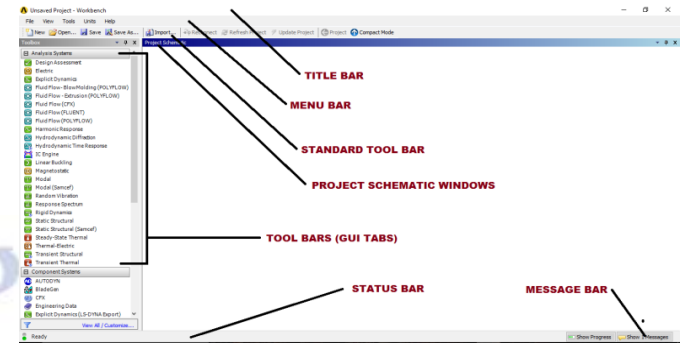 Unsaved Project - Workbench
File View Tools Units Help
New Open... Save Save As... Import... Reconnect Refresh Project Update Project Project Compact Mode
Toolbox
Project Schematic
Analysis Systems
Design Assessment
Electric
Explicit Dynamics
Fluid Flow-BlowMolding (POLYFLOW)
Fluid Flow-Extrusion (POLYFLOW)
Fluid Flow (CFX)
Fluid Flow (FLUENT)
Fluid Flow (POLYFLOW)
Harmonic Response
Hydrodynamic Diffraction
Hydrodynamic Time Response
IC Engine
Linear Buckling
Magnetostatic
Modal
Modal (Samcef)
Random Vibration
Response Spectrum
Rigid Dynamics
Static Structural
Static Structural (Samcef)
Steady-State Thermal
Thermal-Electric
Transient Structural
Transient Thermal
Component Systems
AUTODYN
BladeGen
CFX
Engineering Data
Explicit Dynamics (LS-DYNA Export)
View All / Customize...
TITLE BAR
MENU BAR
STANDARD TOOL BAR
PROJECT SCHEMATIC WINDOWS
TOOL BARS (GUI TABS)
STATUS BAR
MESSAGE BAR
Ready
Show Progress
Show Messages